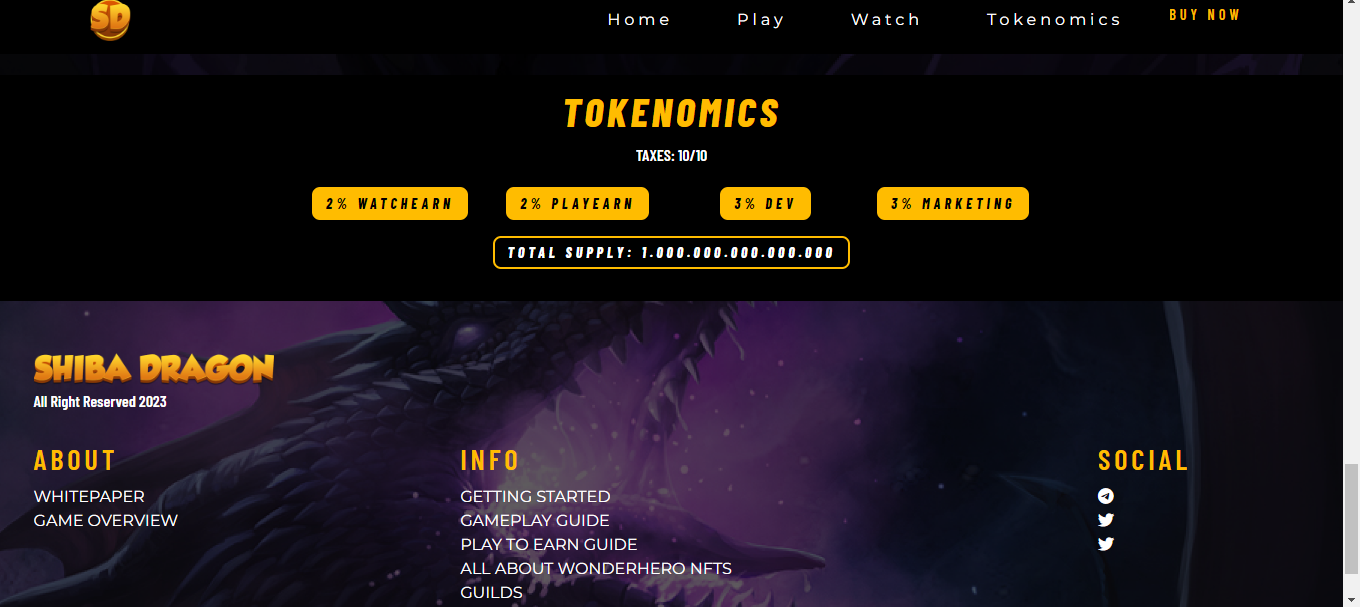 SD
Home Play Watch Tokenomics BUY NOW
TOKENOMICS
TAXES: 10/10
2% WATCHEARN 2% PLAYEARN 3% DEV 3% MARKETING
TOTAL SUPPLY: 1.000.000.000.000.000
SHIBA DRAGON
All Right Reserved 2023
ABOUT INFO SOCIAL
WHITEPAPER GETTING STARTED
GAME OVERVIEW GAMEPLAY GUIDE
PLAY TO EARN GUIDE
ALL ABOUT WONDERHERO NFTS
GUILDS